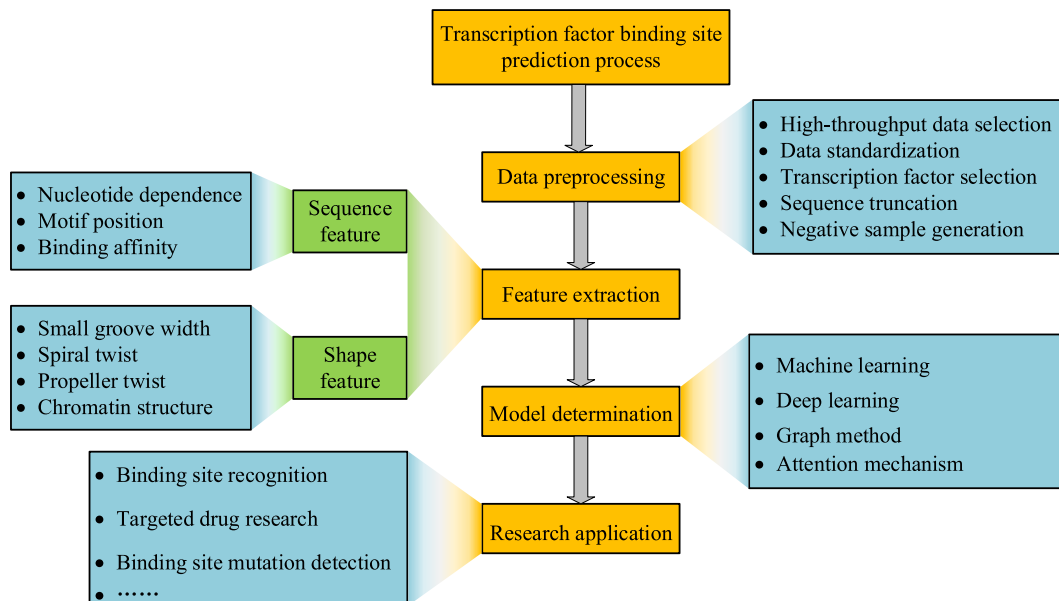 Transcription factor binding site
prediction process
Data preprocessing
• High-throughput data selection
• Data standardization
• Transcription factor selection
• Sequence truncation
• Negative sample generation
Feature extraction
Sequence
feature
• Nucleotide dependence
• Motif position
• Binding affinity
Shape
feature
• Small groove width
• Spiral twist
• Propeller twist
• Chromatin structure
Model determination
• Machine learning
• Deep learning
• Graph method
• Attention mechanism
Research application
• Binding site recognition
• Targeted drug research
• Binding site mutation detection
• ……